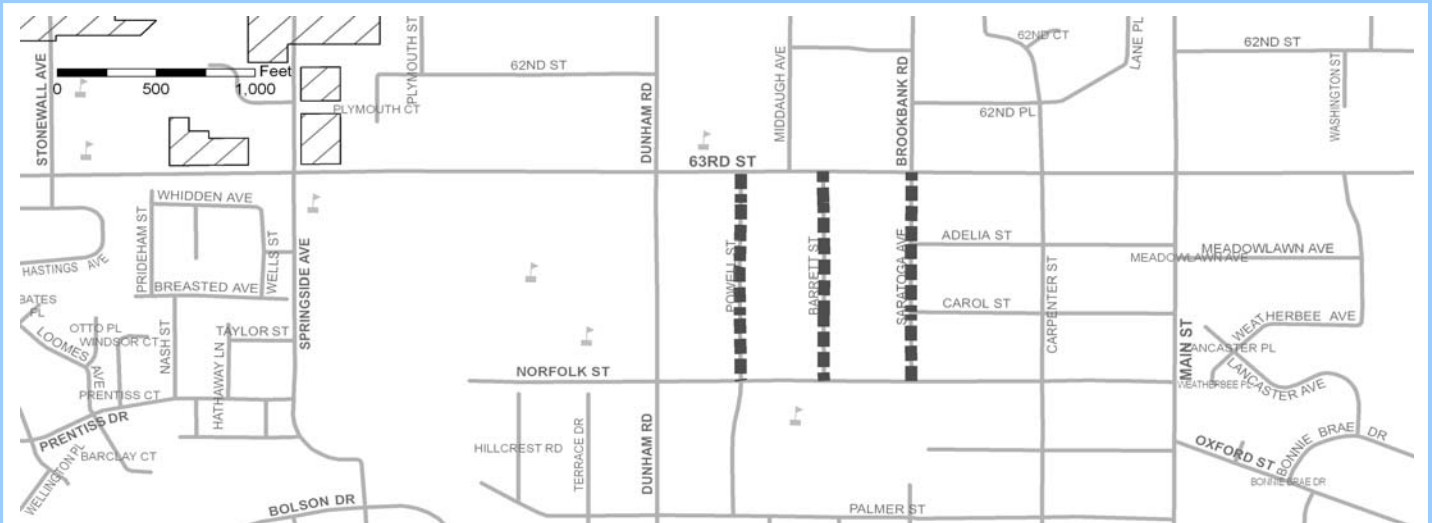 62ND CT
62ND ST
62ND ST
PLYMOUTH ST
LANE PL
STONEWALL AVE
Feet
0 500 1,000
PLYMOUTH CT
DUNHAM RD
MIDDAUGH AVE
BROOKBANK RD
62ND PL
WASHINGTON ST
63RD ST
WHIDDEN AVE
PRIDEHAM ST
WELLS ST
SPRINGSIDE AVE
HASTINGS AVE
BREASTED AVE
POWELL ST
BARRETT ST
SARATOGA AVE
ADELIA ST
CARPENTER ST
MEADOWLAWN AVE
MEADOWLAWN AVE
BATES
PL
OTTO PL
WINDSOR CT
LOOMES AVE
NASH ST
TAYLOR ST
HATHAWAY LN
CAROL ST
MAIN ST
WEATHERBEE AVE
LANCASTER PL
WEATHERBEE PL
LANCASTER AVE
NORFOLK ST
PRENTISS CT
PRENTISS DR
BARCLAY CT
WELLINGTON PL
HILLCREST RD
TERRACE DR
DUNHAM RD
OXFORD ST
BONNIE BRAE DR
BONNIE BRAE DR
BOLSON DR
PALMER ST